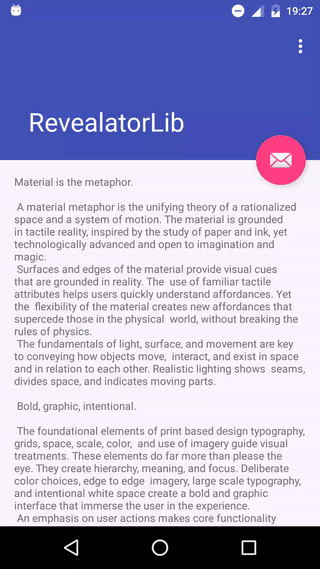 19:27
RevealatorLib
Material is the metaphor.
A material metaphor is the unifying theory of a rationalized
space and a system of motion. The material is grounded
in tactile reality, inspired by the study of paper and ink, yet
technologically advanced and open to imagination and
magic.
Surfaces and edges of the material provide visual cues
that are grounded in reality. The  use of familiar tactile
attributes helps users quickly understand affordances. Yet
the  flexibility of the material creates new affordances that
supercede those in the physical  world, without breaking the
rules of physics.
The fundamentals of light, surface, and movement are key
to conveying how objects move,  interact, and exist in space
and in relation to each other. Realistic lighting shows  seams,
divides space, and indicates moving parts.
Bold, graphic, intentional.
The foundational elements of print based design typography,
grids, space, scale, color,  and use of imagery guide visual
treatments. These elements do far more than please the
eye. They create hierarchy, meaning, and focus. Deliberate
color choices, edge to edge  imagery, large scale typography,
and intentional white space create a bold and graphic
interface that immerse the user in the experience.
An emphasis on user actions makes core functionality